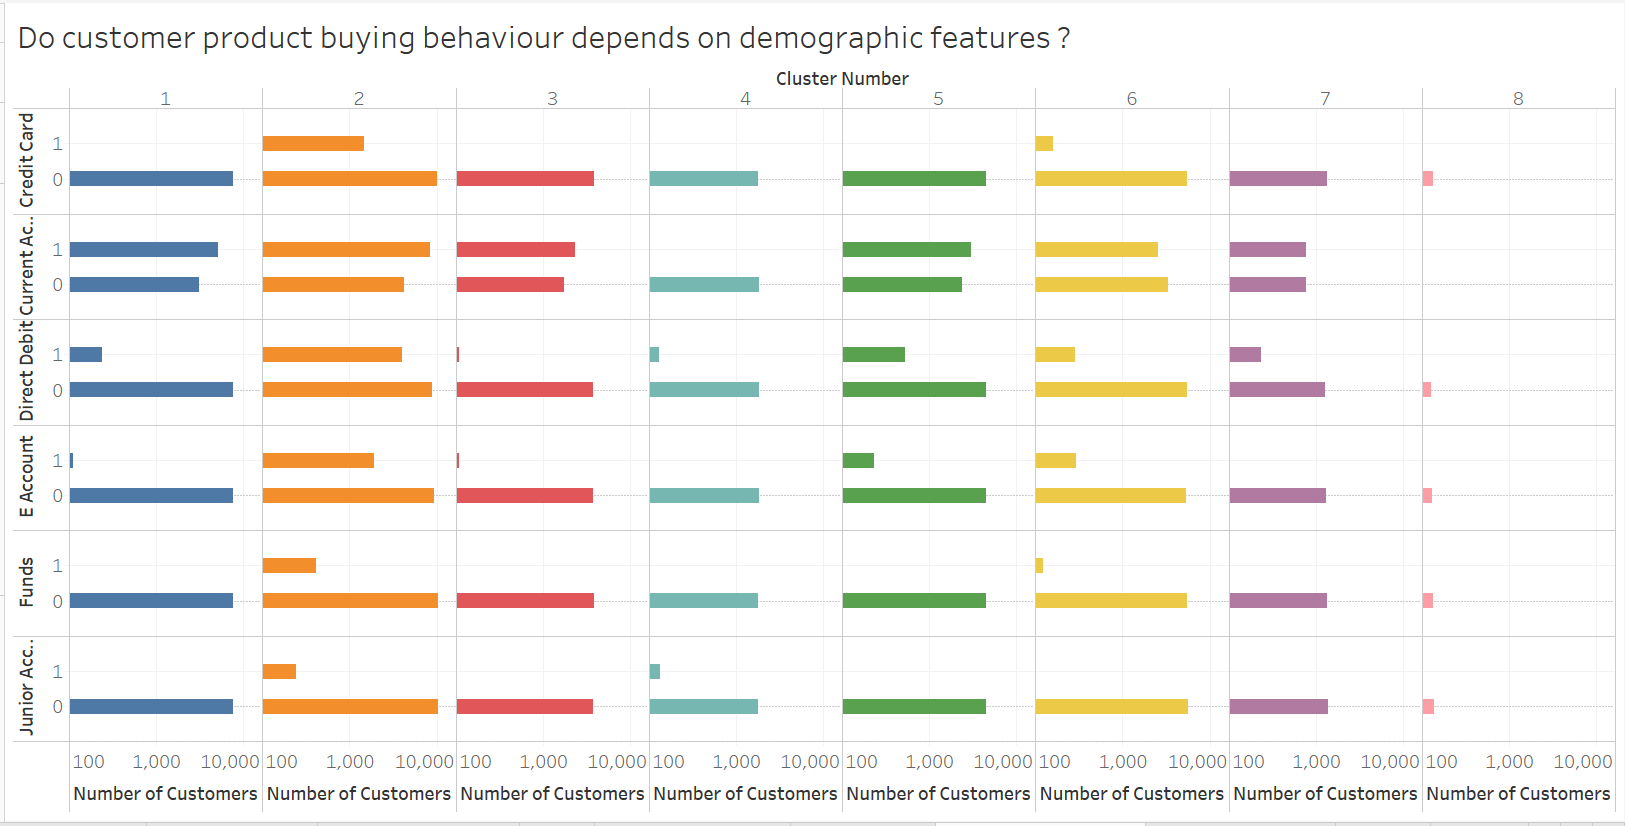 Do customer product buying behaviour depends on demographic features ?
Cluster Number
1 2 3 4 5 6 7 8
Credit Card
1
0
Current Ac..
1
0
Direct Debit
1
0
E Account
1
0
Funds
1
0
Junior Acc..
1
0
100 1,000 10,000 100 1,000 10,000 100 1,000 10,000 100 1,000 10,000 100 1,000 10,000 100 1,000 10,000 100 1,000 10,000 100 1,000 10,000
Number of Customers Number of Customers Number of Customers Number of Customers Number of Customers Number of Customers Number of Customers Number of Customers